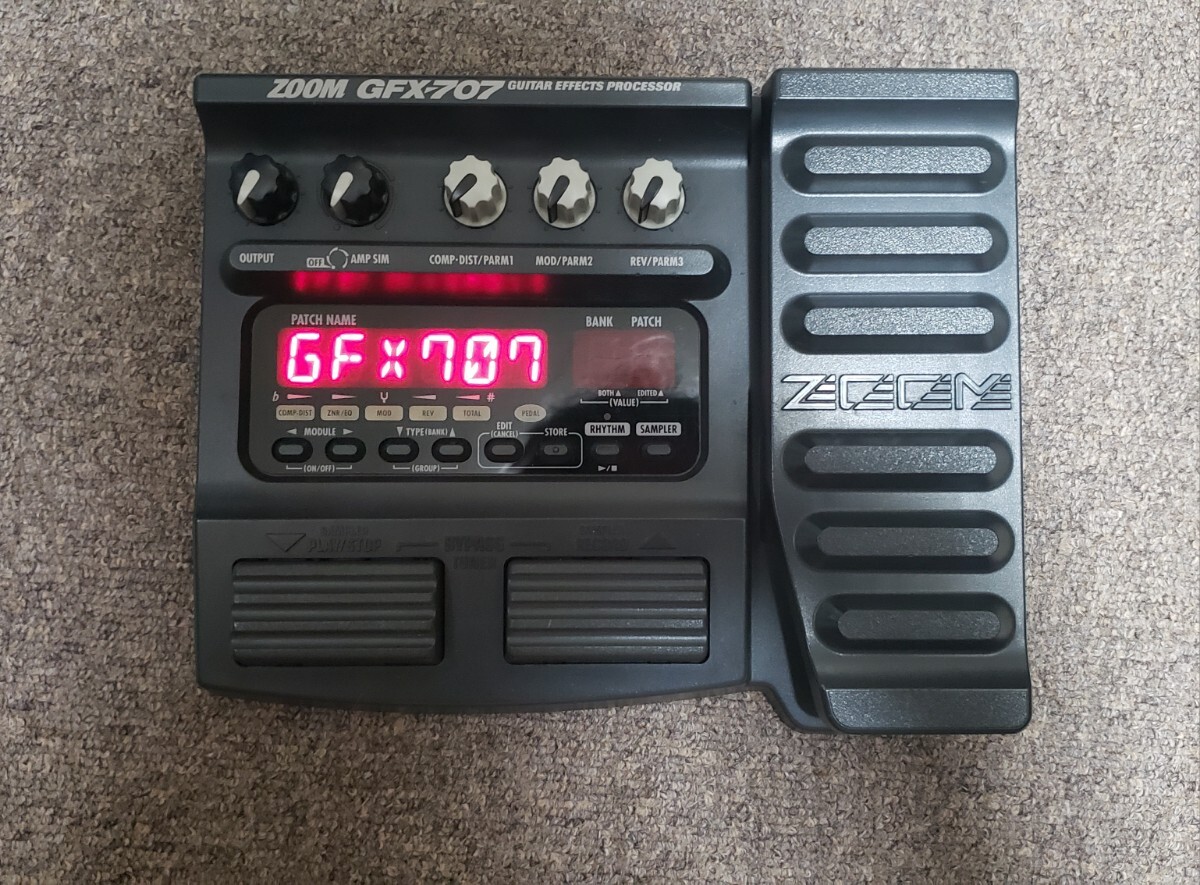 ZOOM GFX-707 GUITAR EFFECTS PROCESSOR
OUTPUT OFF AMP SIM COMP·DIST/PARM1 MOD/PARM2 REV/PARM3
PATCH NAME BANK PATCH
GFX707
BOTH▲ EDITED▲
(VALUE)
b #
COMP·DIST ZNR/EQ MOD REV TOTAL PEDAL
◄ MODULE ► ▼ TYPE(BANK) ▲ EDIT (CANCEL) STORE RHYTHM SAMPLER
(ON/OFF) (GROUP) ►/■
ZOOM
PLAY/STOP BYPASS
TUNER